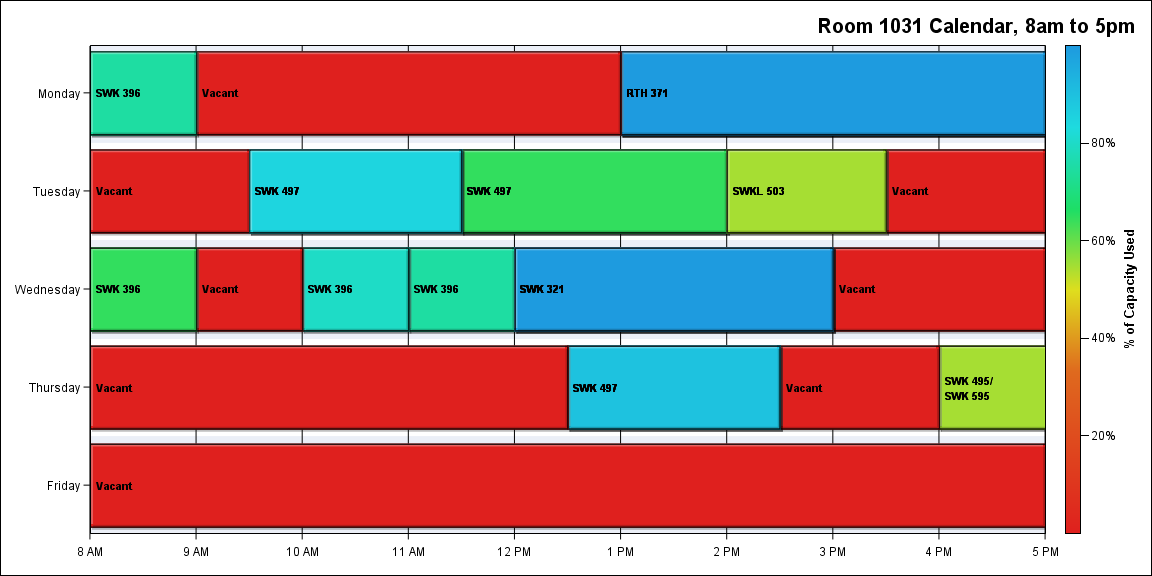 Room 1031 Calendar, 8am to 5pm
Monday
SWK 396
Vacant
RTH 371
Tuesday
Vacant
SWK 497
SWK 497
SWKL 503
Vacant
Wednesday
SWK 396
Vacant
SWK 396
SWK 396
SWK 321
Vacant
Thursday
Vacant
SWK 497
Vacant
SWK 495/
SWK 595
Friday
Vacant
8 AM
9 AM
10 AM
11 AM
12 PM
1 PM
2 PM
3 PM
4 PM
5 PM
80%
60%
40%
20%
% of Capacity Used